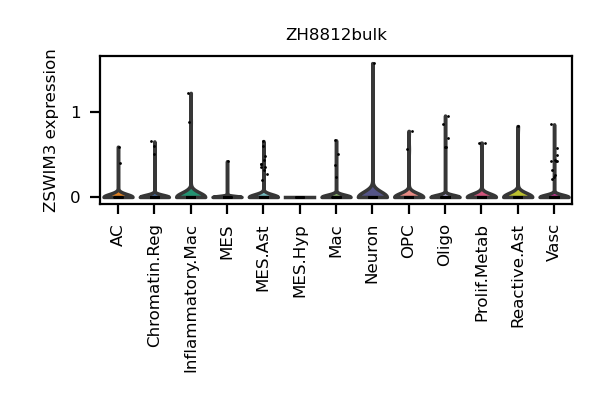 ZH8812bulk
ZSWIM3 expression
1
0
AC
Chromatin.Reg
Inflammatory.Mac
MES
MES.Ast
MES.Hyp
Mac
Neuron
OPC
Oligo
Prolif.Metab
Reactive.Ast
Vasc